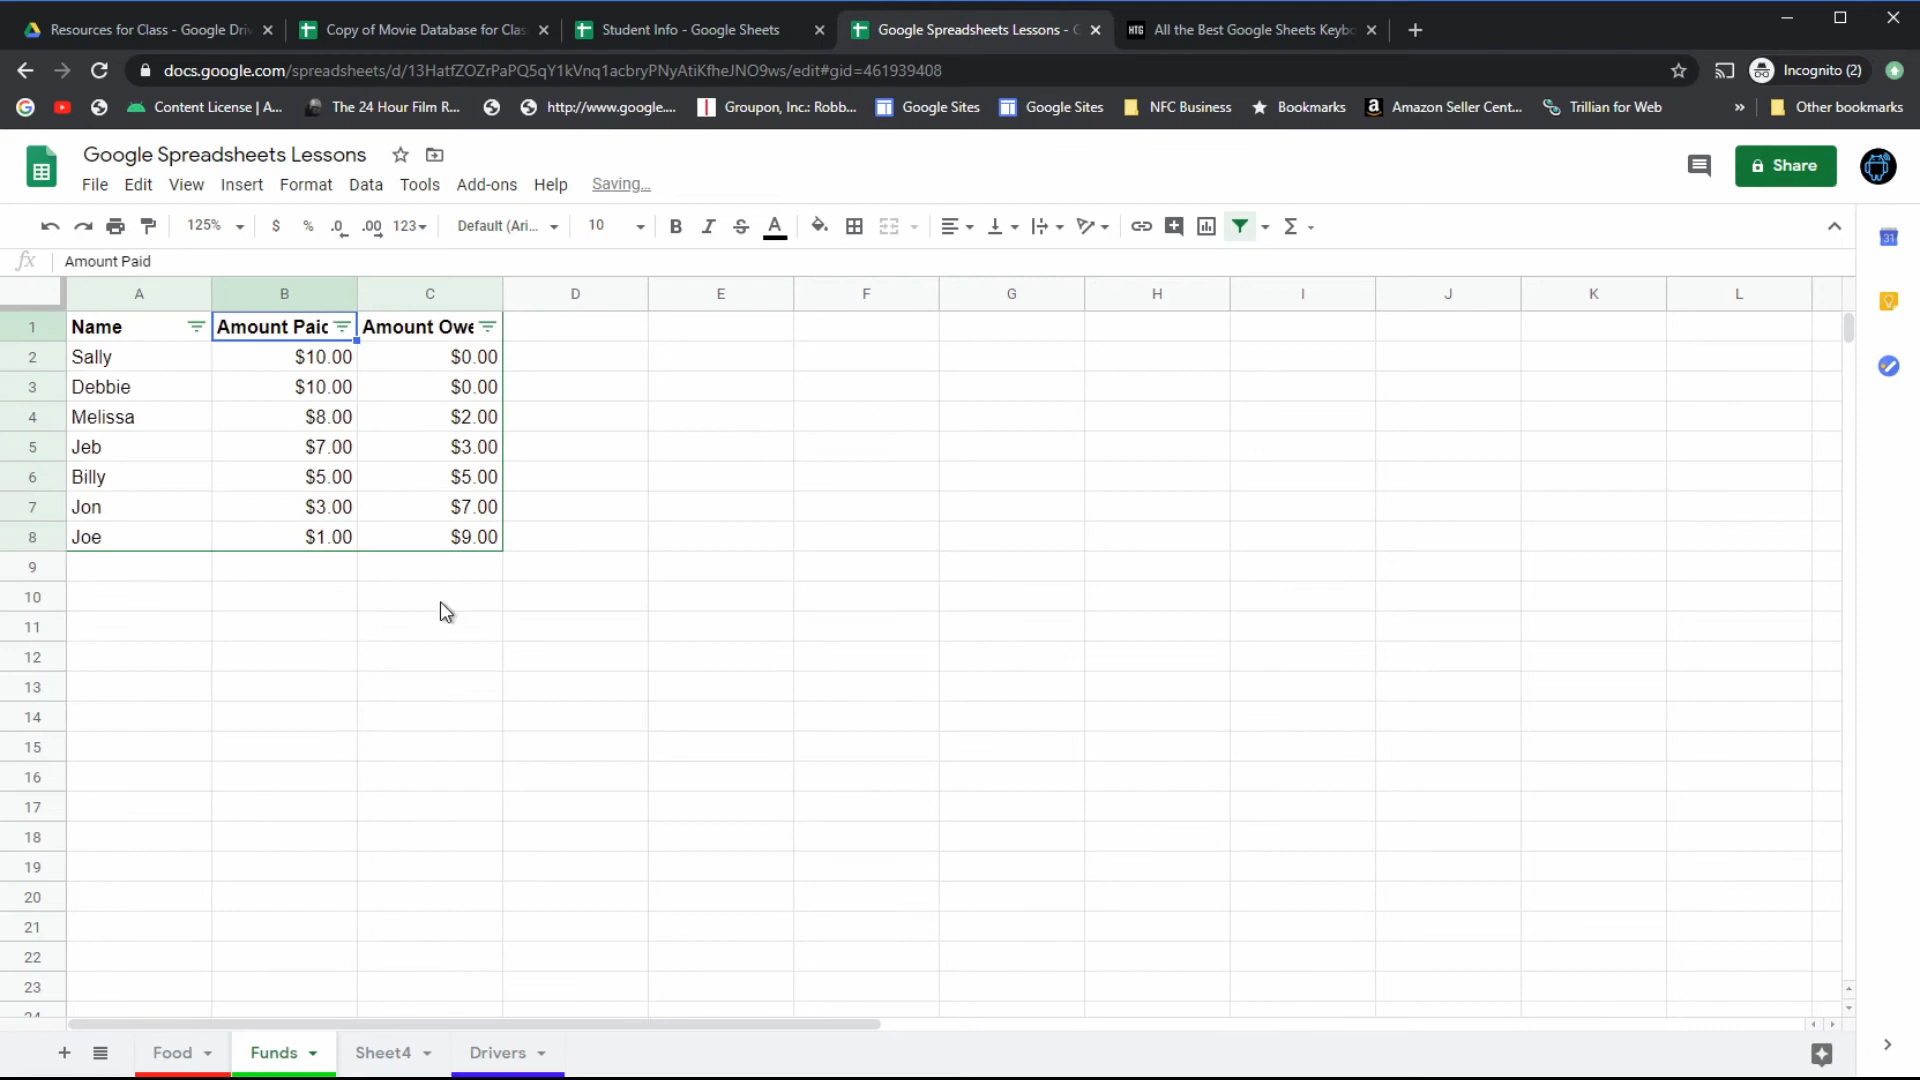 Resources for Class - Google Driv
Copy of Movie Database for Clas
Student Info - Google Sheets
Google Spreadsheets Lessons - G
HTG All the Best Google Sheets Keybo
docs.google.com/spreadsheets/d/13HatfZOZrPaPQ5qY1kVnq1acbryPNyAtiKfheJNO9ws/edit#gid=461939408
Incognito (2)
Content License | A...
The 24 Hour Film R...
http://www.google....
Groupon, Inc.: Robb...
Google Sites
Google Sites
NFC Business
Bookmarks
Amazon Seller Cent...
Trillian for Web
»
Other bookmarks
Google Spreadsheets Lessons
File Edit View Insert Format Data Tools Add-ons Help Saving...
Share
125% $ % .0 .00 123 Default (Ari... 10 B I S A Σ
31
fx Amount Paid
A B C D E F G H I J K L
1 Name Amount Paid Amount Owe
2 Sally $10.00 $0.00
3 Debbie $10.00 $0.00
4 Melissa $8.00 $2.00
5 Jeb $7.00 $3.00
6 Billy $5.00 $5.00
7 Jon $3.00 $7.00
8 Joe $1.00 $9.00
9
10
11
12
13
14
15
16
17
18
19
20
21
22
23
24
+ Food Funds Sheet4 Drivers